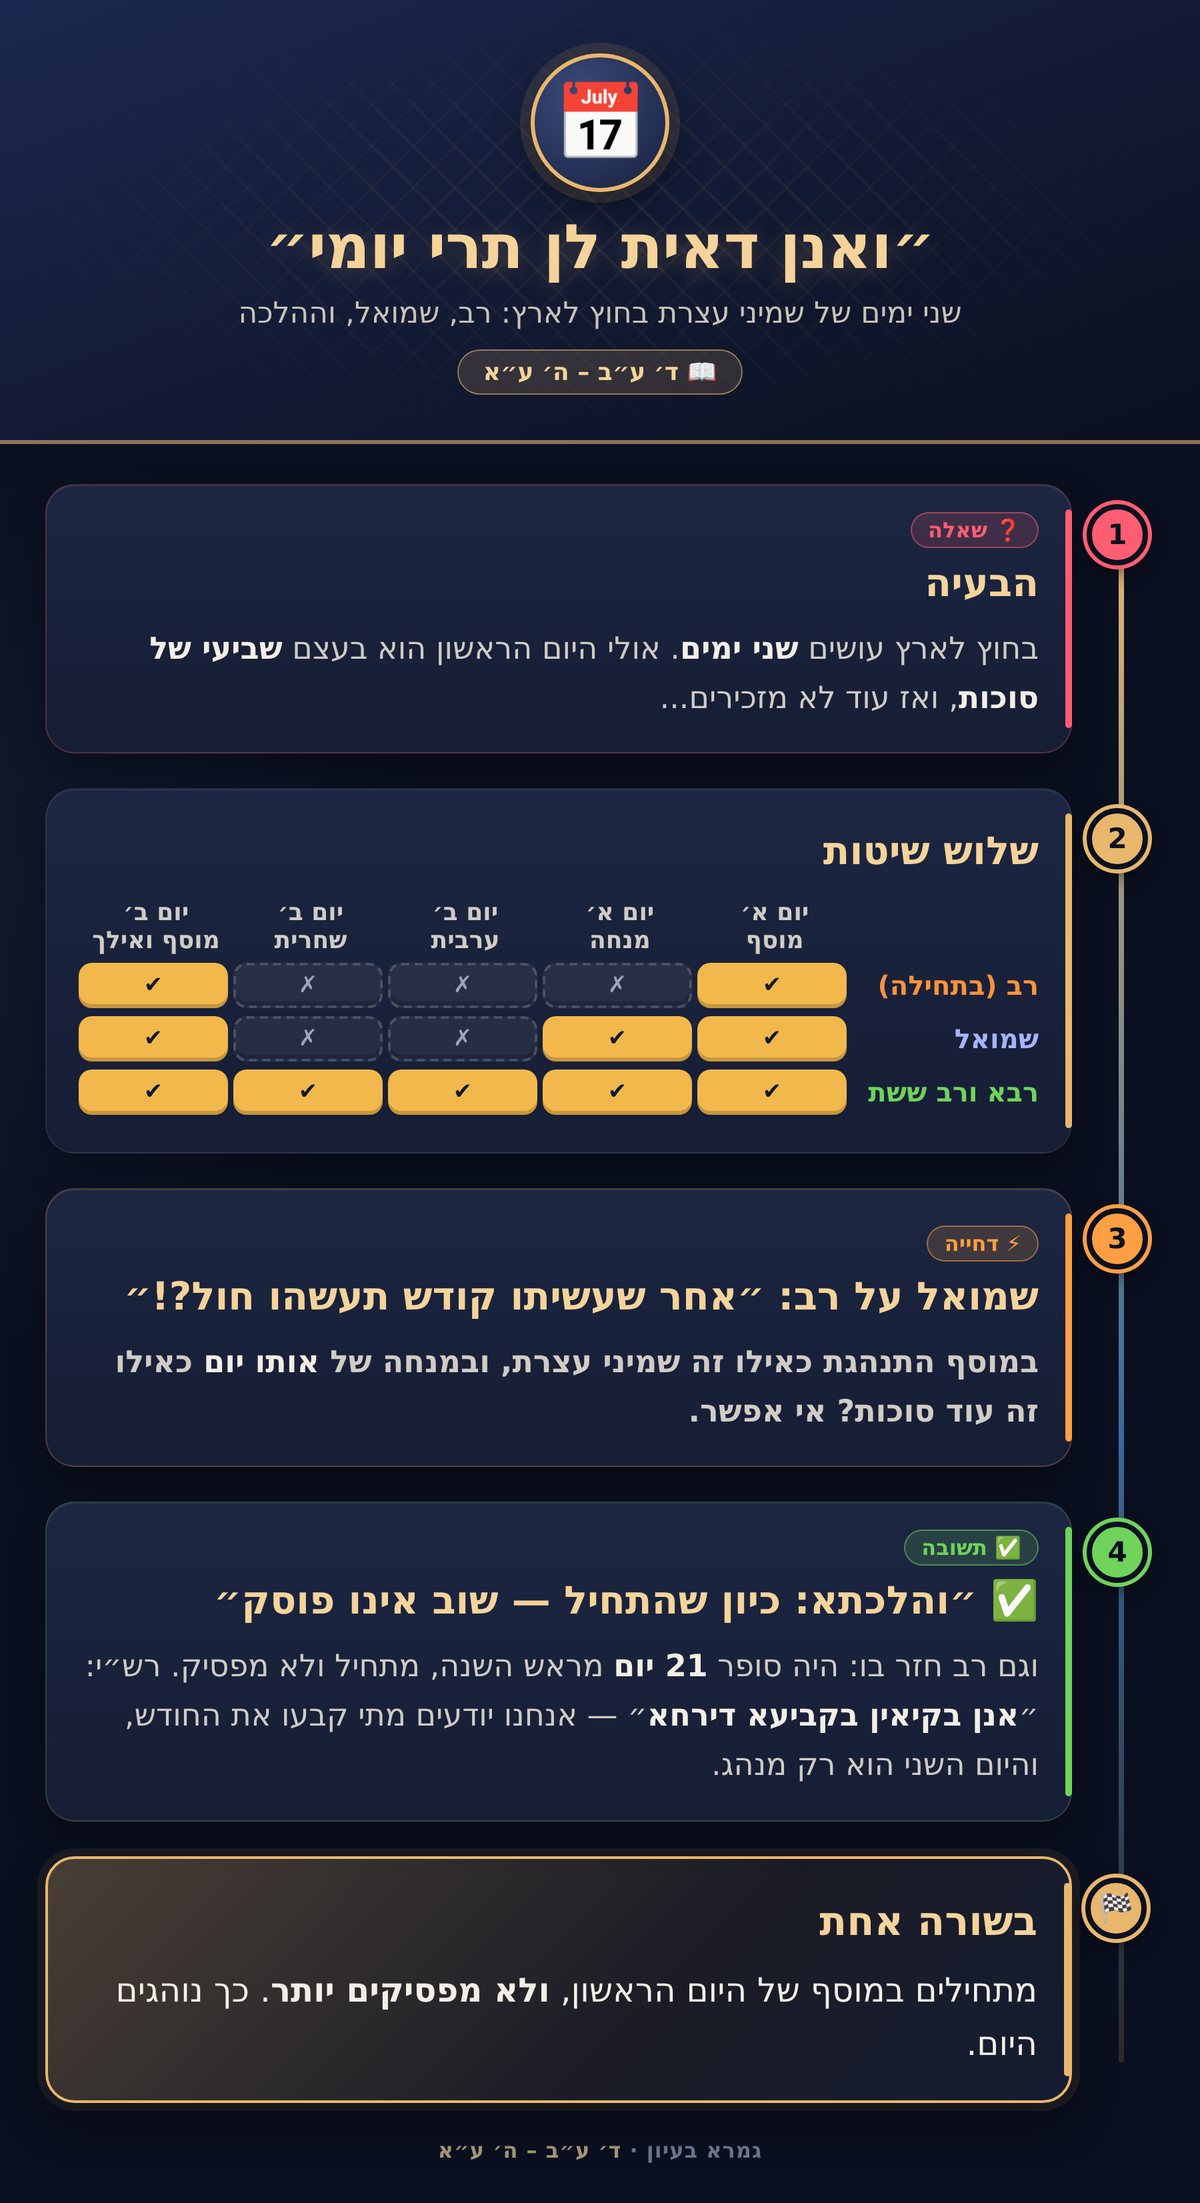 July
17
״ואנן דאית לן תרי יומי״
שני ימים של שמיני עצרת בחוץ לארץ: רב, שמואל, וההלכה
📖 ד׳ ע״ב – ה׳ ע״א
1
❓ שאלה
הבעיה
בחוץ לארץ עושים שני ימים. אולי היום הראשון הוא בעצם שביעי של
סוכות, ואז עוד לא מזכירים...
2
שלוש שיטות
יום א׳ יום א׳ יום ב׳ יום ב׳ יום ב׳
מוסף מנחה ערבית שחרית מוסף ואילך
רב (בתחילה) ✔ ✗ ✗ ✗ ✔
שמואל ✔ ✔ ✗ ✗ ✔
רבא ורב ששת ✔ ✔ ✔ ✔ ✔
3
⚡ דחייה
שמואל על רב: ״אחר שעשיתו קודש תעשהו חול?!״
במוסף התנהגת כאילו זה שמיני עצרת, ובמנחה של אותו יום כאילו
זה עוד סוכות? אי אפשר.
4
✅ תשובה
✅ ״והלכתא: כיון שהתחיל — שוב אינו פוסק״
וגם רב חזר בו: היה סופר 21 יום מראש השנה, מתחיל ולא מפסיק. רש״י:
״אנן בקיאין בקביעא דירחא״ — אנחנו יודעים מתי קבעו את החודש,
והיום השני הוא רק מנהג.
🏁
בשורה אחת
מתחילים במוסף של היום הראשון, ולא מפסיקים יותר. כך נוהגים
היום.
גמרא בעיון · ד׳ ע״ב – ה׳ ע״א